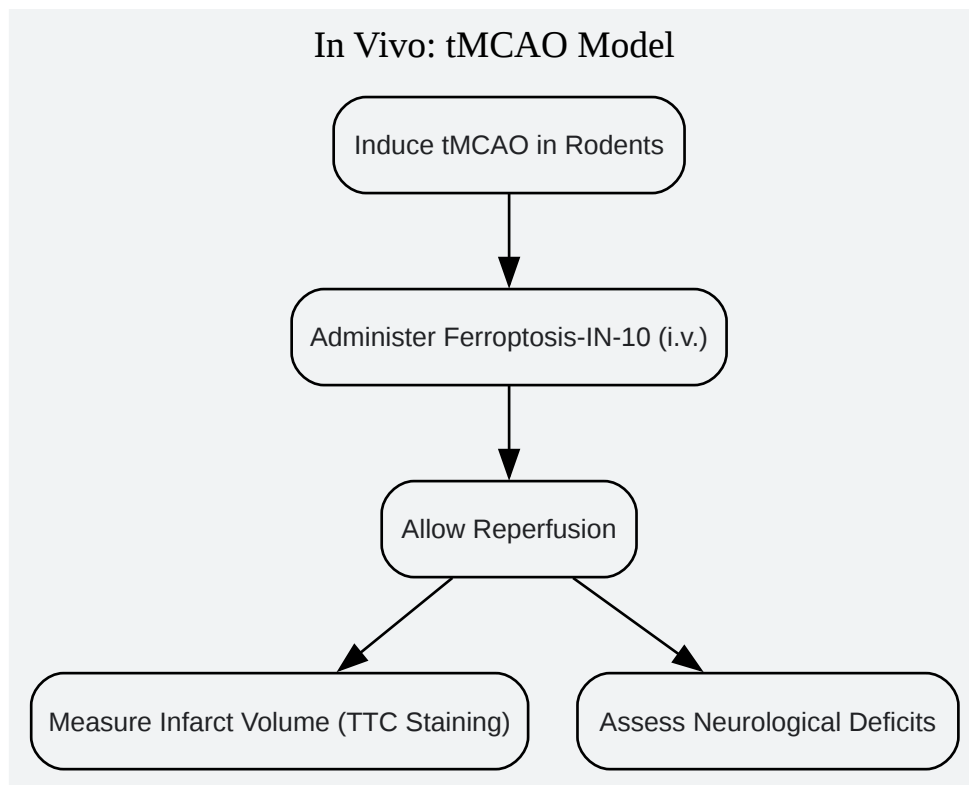 In Vivo: tMCAO Model
Induce tMCAO in Rodents
Administer Ferroptosis-IN-10 (i.v.)
Allow Reperfusion
Measure Infarct Volume (TTC Staining)
Assess Neurological Deficits